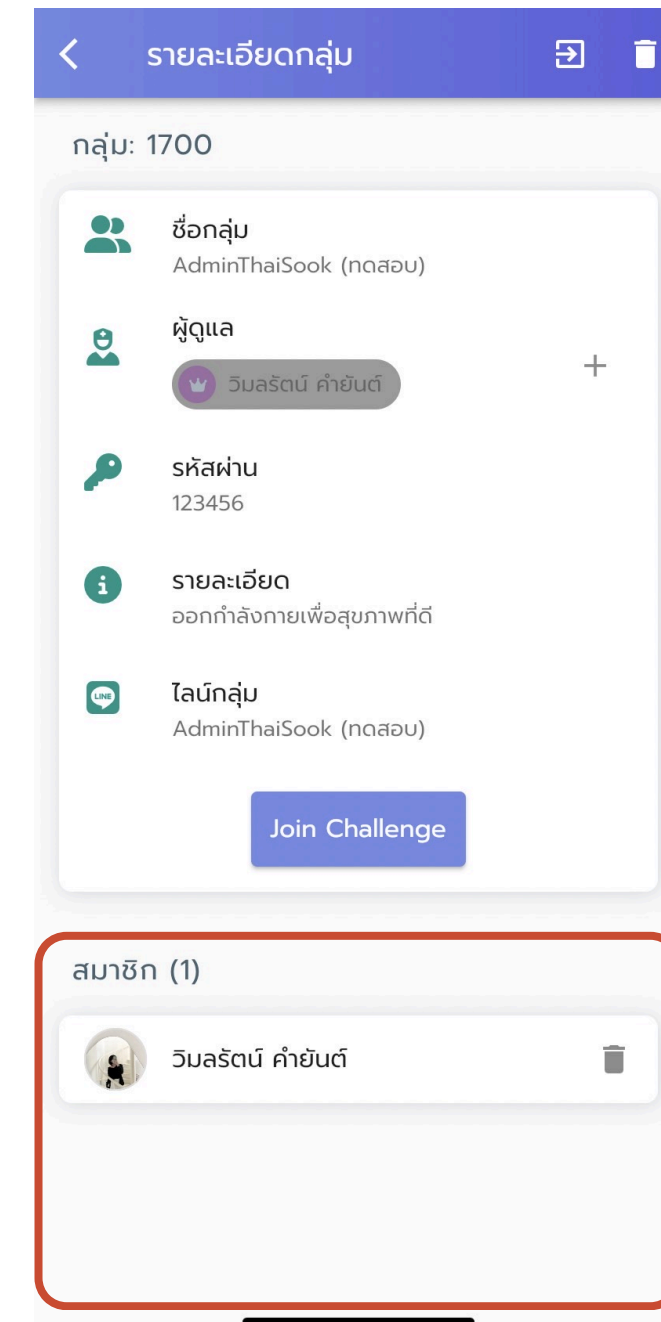 รายละเอียดกลุ่ม
กลุ่ม: 1700
ชื่อกลุ่ม
AdminThaiSook (ทดสอบ)
ผู้ดูแล
วิมลรัตน์ คำยันต์
รหัสผ่าน
123456
รายละเอียด
ออกกำลังกายเพื่อสุขภาพที่ดี
LINE
ไลน์กลุ่ม
AdminThaiSook (ทดสอบ)
Join Challenge
สมาชิก (1)
วิมลรัตน์ คำยันต์